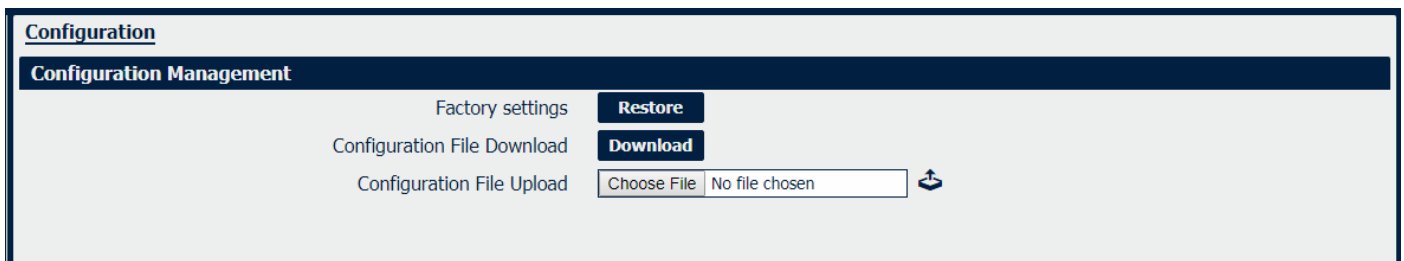 Configuration
Configuration Management
Factory settings Restore
Configuration File Download Download
Configuration File Upload Choose File No file chosen